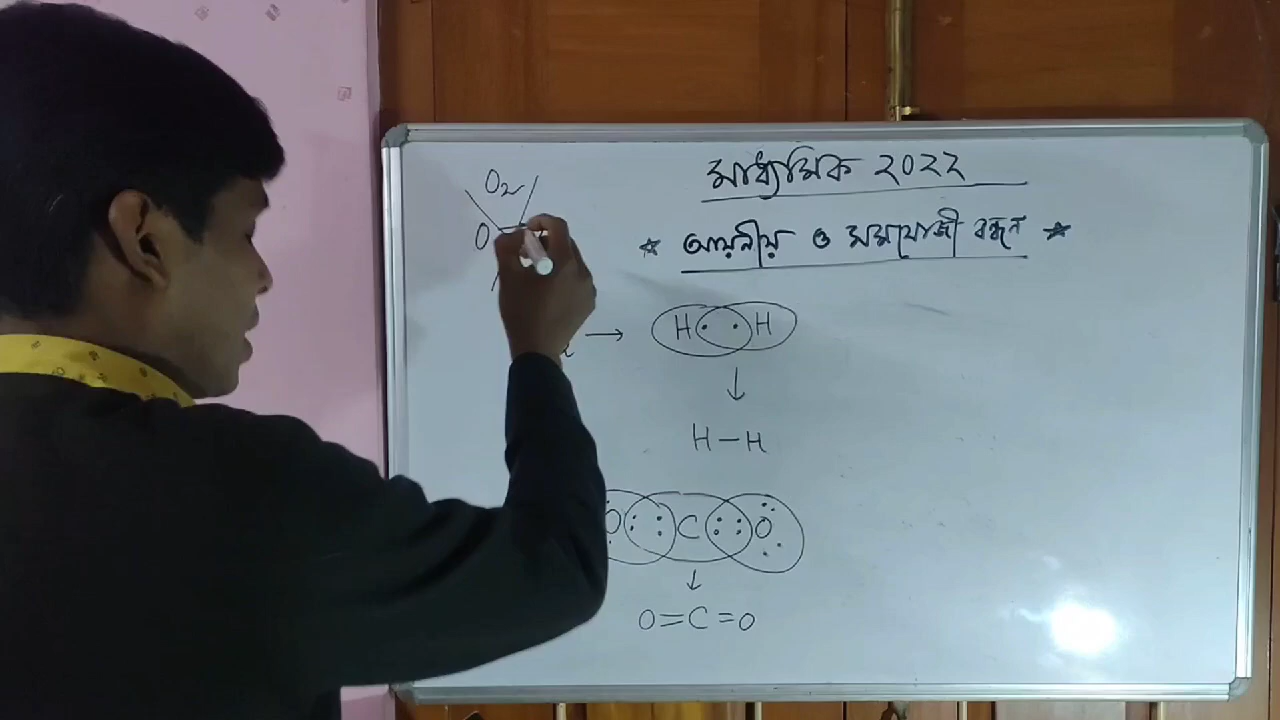 মাধ্যমিক ২০২২
আয়নীয় ও সমযোজী বন্ধন
O₂
O
→ H H
↓
H – H
O C O
↓
O=C=O